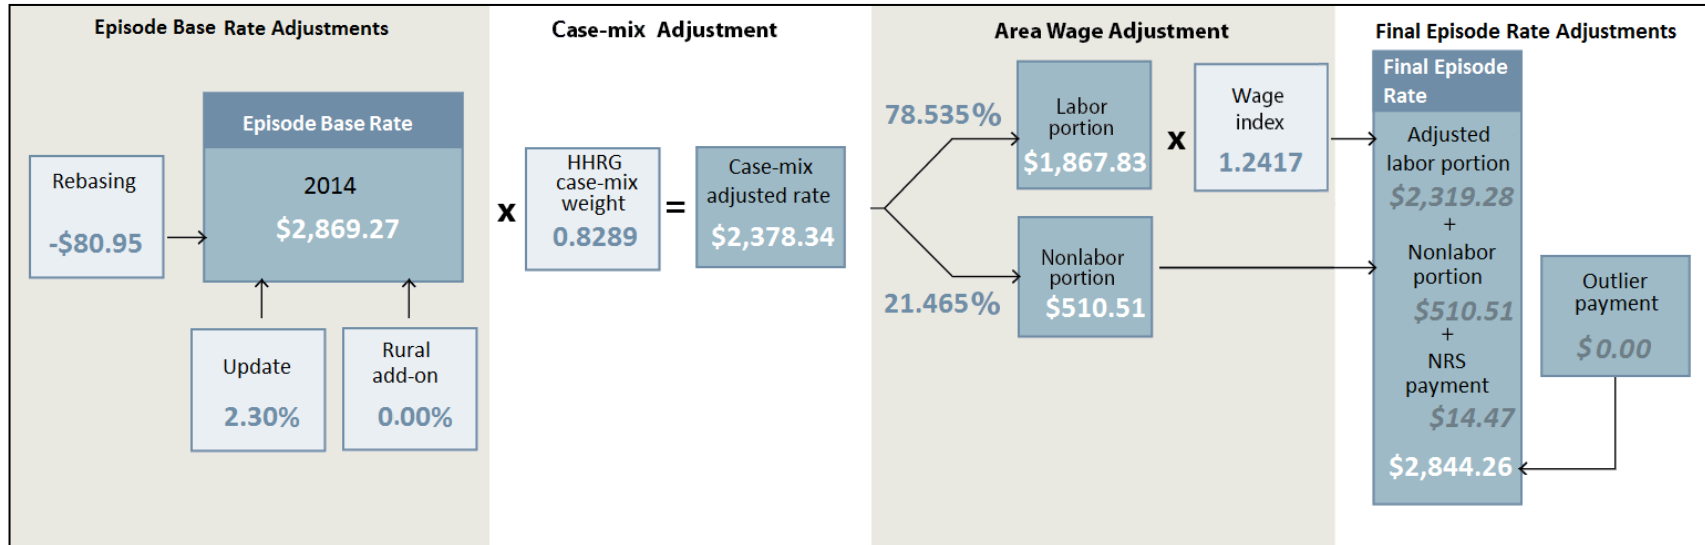 Episode Base Rate Adjustments
Rebasing
-$80.95
Episode Base Rate
2014
$2,869.27
Update
2.30%
Rural
add-on
0.00%
Case-mix Adjustment
x
HHRG
case-mix
weight
0.8289
=
Case-mix
adjusted rate
$2,378.34
Area Wage Adjustment
78.535%
Labor
portion
$1,867.83
x
Wage
index
1.2417
21.465%
Nonlabor
portion
$510.51
Final Episode Rate Adjustments
Final Episode
Rate
Adjusted
labor portion
$2,319.28
+
Nonlabor
portion
$510.51
+
NRS
payment
$14.47
$2,844.26
Outlier
payment
$0.00